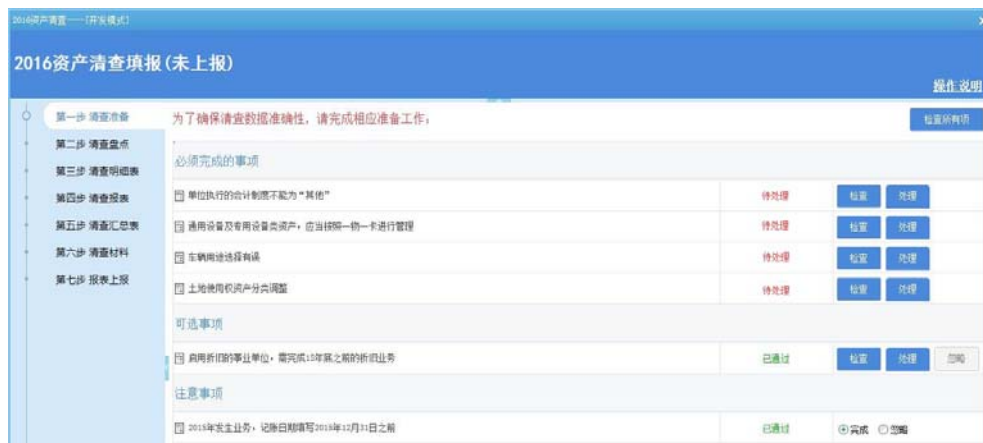 2016资产清查——[开发模式]
2016资产清查填报(未上报)
操作说明
第一步 清查准备
第二步 清查盘点
第三步 清查明细表
第四步 清查报表
第五步 清查汇总表
第六步 清查材料
第七步 报表上报
为了确保清查数据准确性，请完成相应准备工作：
检查所有项
必须完成的事项
单位执行的会计制度不能为“其他” 待处理 检查 处理
通用设备及专用设备类资产，应当按照一物一卡进行管理 待处理 检查 处理
车辆用途选择有误 待处理 检查 处理
土地使用权资产分类调整 待处理 检查 处理
可选事项
启用折旧的事业单位，需完成15年底之前的折旧业务 已通过 检查 处理 忽略
注意事项
2015年发生业务，记账日期填写2015年12月31日之前 已通过 完成 忽略